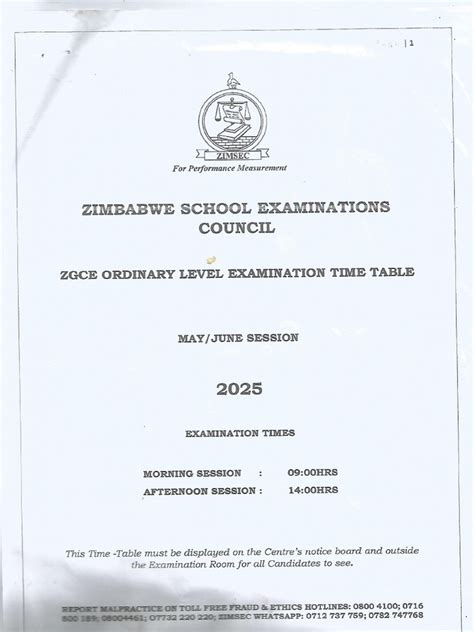 |1
ZIMSEC
For Performance Measurement
ZIMBABWE SCHOOL EXAMINATIONS
COUNCIL
ZGCE ORDINARY LEVEL EXAMINATION TIME TABLE
MAY/JUNE SESSION
2025
EXAMINATION TIMES
MORNING SESSION : 09:00HRS
AFTERNOON SESSION : 14:00HRS
This Time -Table must be displayed on the Centre's notice board and outside
the Examination Room for all Candidates to see.
REPORT MALPRACTICE ON TOLL FREE FRAUD & ETHICS HOTLINES: 0800 4100; 0716
800 189; 08004461; 07732 220 220; ZIMSEC WHATSAPP: 0712 737 759; 0782 747768